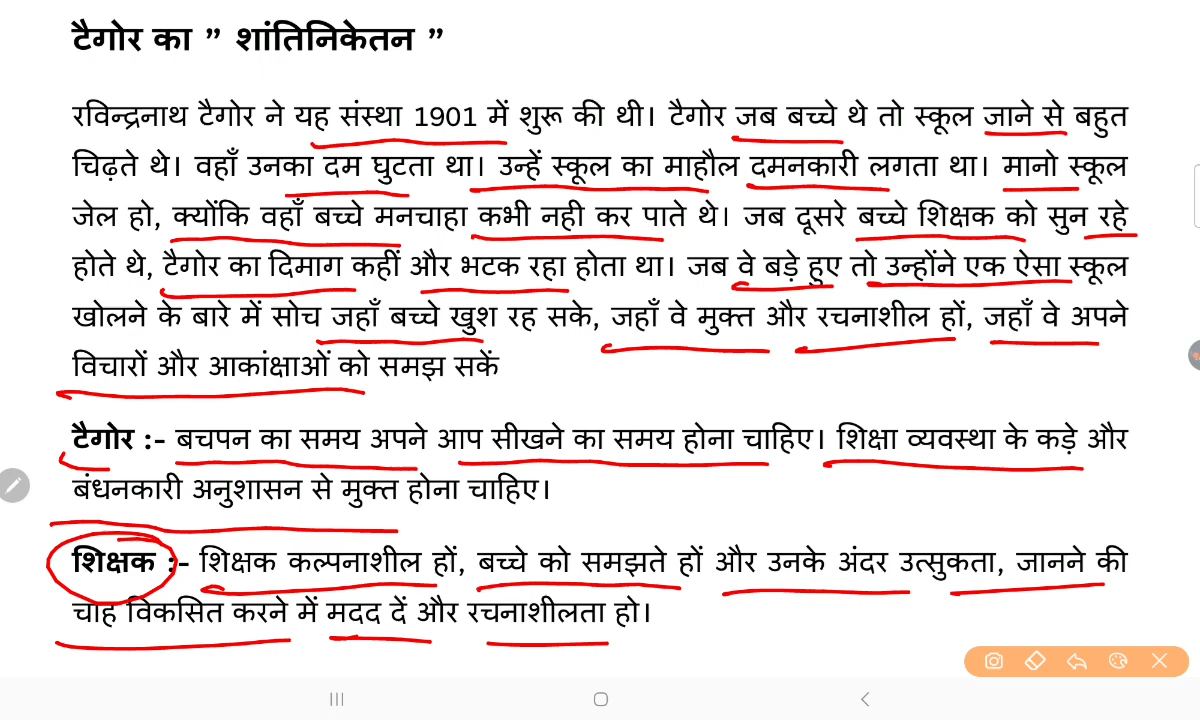 टैगोर का ” शांतिनिकेतन ”
रविन्द्रनाथ टैगोर ने यह संस्था 1901 में शुरू की थी। टैगोर जब बच्चे थे तो स्कूल जाने से बहुत
चिढ़ते थे। वहाँ उनका दम घुटता था। उन्हें स्कूल का माहौल दमनकारी लगता था। मानो स्कूल
जेल हो, क्योंकि वहाँ बच्चे मनचाहा कभी नही कर पाते थे। जब दूसरे बच्चे शिक्षक को सुन रहे
होते थे, टैगोर का दिमाग कहीं और भटक रहा होता था। जब वे बड़े हुए तो उन्होंने एक ऐसा स्कूल
खोलने के बारे में सोच जहाँ बच्चे खुश रह सके, जहाँ वे मुक्त और रचनाशील हों, जहाँ वे अपने
विचारों और आकांक्षाओं को समझ सकें
टैगोर :- बचपन का समय अपने आप सीखने का समय होना चाहिए। शिक्षा व्यवस्था के कड़े और
बंधनकारी अनुशासन से मुक्त होना चाहिए।
शिक्षक :- शिक्षक कल्पनाशील हों, बच्चे को समझते हों और उनके अंदर उत्सुकता, जानने की
चाह विकसित करने में मदद दें और रचनाशीलता हो।